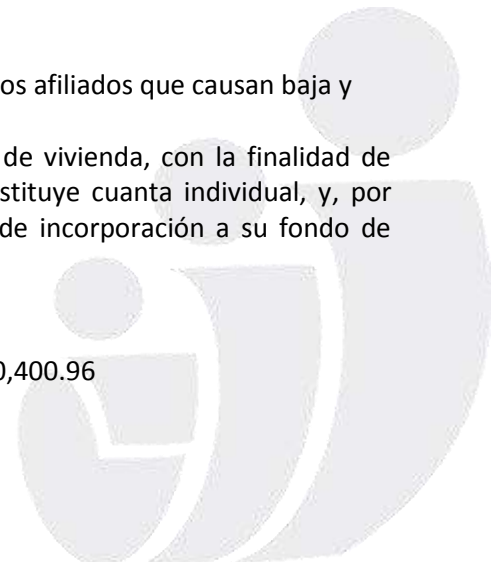 os afiliados que causan baja y
de vivienda, con la finalidad de
stituye cuanta individual, y, por
de incorporación a su fondo de
0,400.96